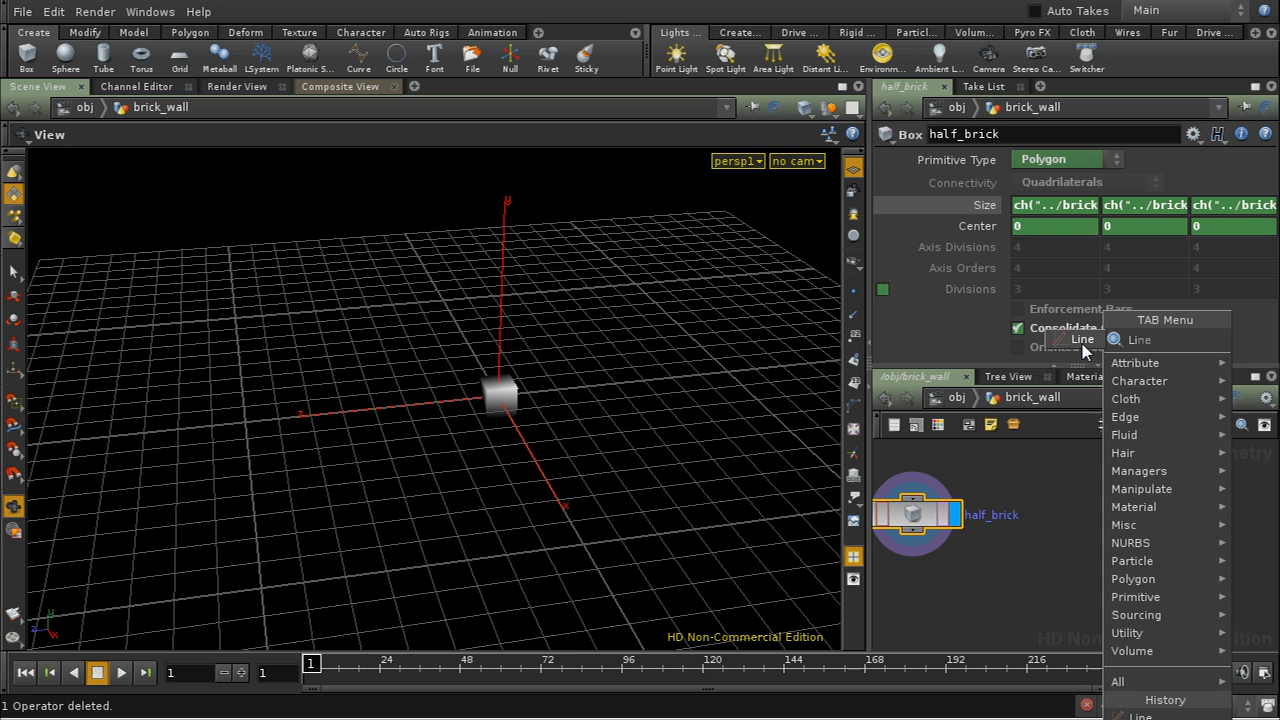 File Edit Render Windows Help Auto Takes Main
Create Modify Model Polygon Deform Texture Character Auto Rigs Animation Lights ... Create... Drive ... Rigid ... Particl... Volum... Pyro FX Cloth Wires Fur Drive ...
Box Sphere Tube Torus Grid Metaball LSystem Platonic S... Curve Circle Font File Null Rivet Sticky Point Light Spot Light Area Light Distant Li... Environm... Ambient L... Camera Stereo Ca... Switcher
Scene View Channel Editor Render View Composite View half_brick Take List
obj brick_wall obj brick_wall
View Box half_brick
perspl no cam
Primitive Type Polygon
Connectivity Quadrilaterals
Size ch("../brick ch("../brick ch("../brick
Center 0 0 0
Axis Divisions 4 4 4
Axis Orders 4 4 4
Divisions 3 3 3
Enforcement Bars
Consolidate
TAB Menu
Line Line
Attribute
Character
Cloth
Edge
Fluid
Hair
Managers
Manipulate
Material
Misc
NURBS
Particle
Polygon
Primitive
Sourcing
Utility
Volume
All
History
Line
/obj/brick_wall Tree View Materia
obj brick_wall
half_brick
y
z
x
y
z x
HD Non-Commercial Edition
HD Non
1 1 1 24 48 72 96 120 144 168 192 216
1 Operator deleted.